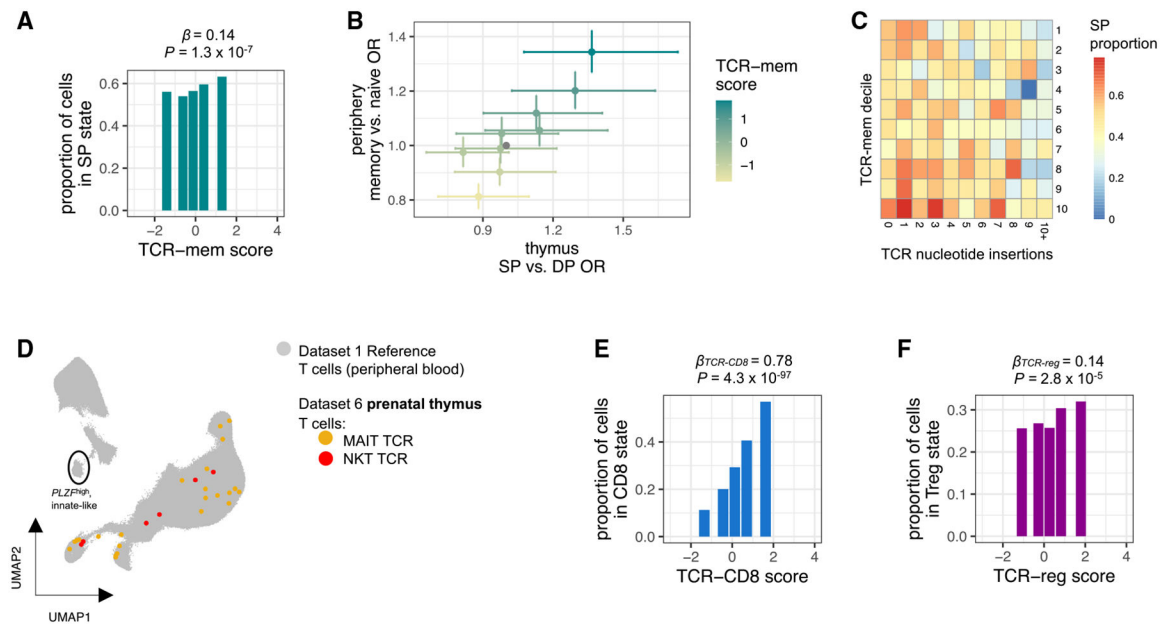 A
β = 0.14
P = 1.3 x 10-7
proportion of cells
in SP state
0.6
0.4
0.2
0.0
−2
0
2
4
TCR−mem score
B
periphery
memory vs. naive OR
1.4
1.2
1.0
0.8
0.9
1.2
1.5
thymus
SP vs. DP OR
TCR−mem
score
1
0
−1
C
TCR-mem decile
1
2
3
4
5
6
7
8
9
10
0
1
2
3
4
5
6
7
8
9
10+
TCR nucleotide insertions
SP
proportion
0.6
0.4
0.2
0
D
Dataset 1 Reference
T cells (peripheral blood)
Dataset 6 prenatal thymus
T cells:
MAIT TCR
NKT TCR
PLZFhigh,
innate-like
UMAP2
UMAP1
E
βTCR-CD8 = 0.78
P = 4.3 x 10-97
proportion of cells
in CD8 state
0.4
0.2
0.0
−2
0
2
4
TCR−CD8 score
F
βTCR-reg = 0.14
P = 2.8 x 10-5
proportion of cells
in Treg state
0.3
0.2
0.1
0.0
−2
0
2
4
TCR−reg score